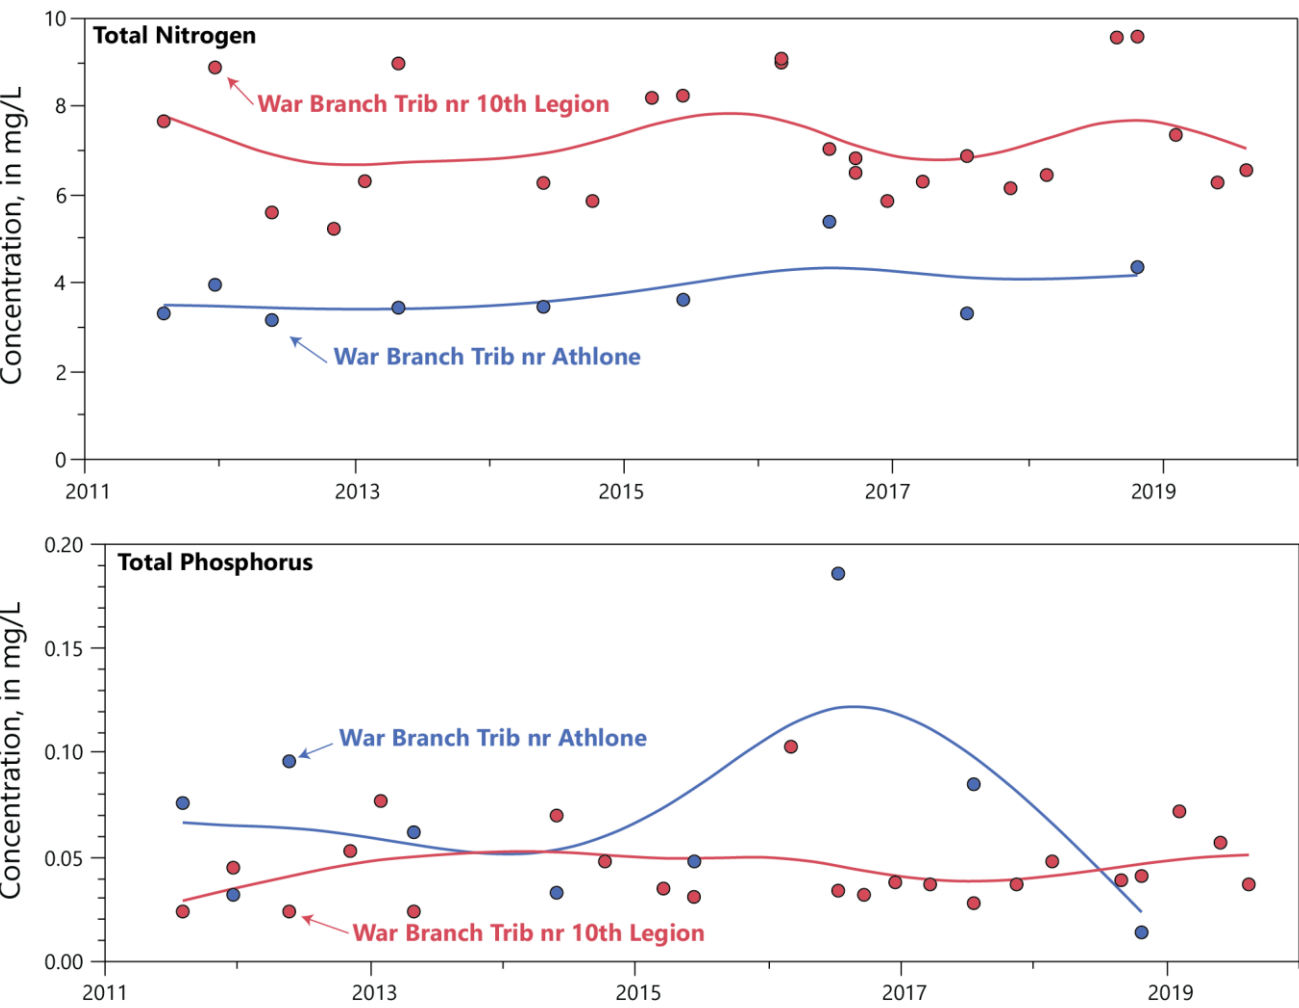 Total Nitrogen
Concentration, in mg/L
10
8
6
4
2
0
War Branch Trib nr 10th Legion
War Branch Trib nr Athlone
2011 2013 2015 2017 2019
Total Phosphorus
Concentration, in mg/L
0.20
0.15
0.10
0.05
0.00
War Branch Trib nr Athlone
War Branch Trib nr 10th Legion
2011 2013 2015 2017 2019